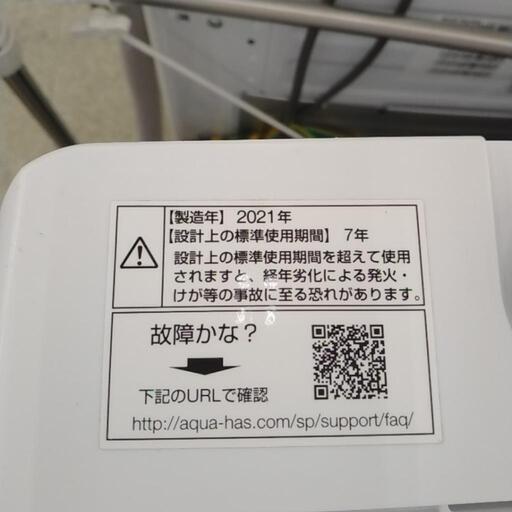 【製造年】 2021年
【設計上の標準使用期間】 7年
設計上の標準使用期間を超えて使用
されますと、経年劣化による発火・
けが等の事故に至る恐れがあります。
故障かな？
下記のURLで確認
http://aqua-has.com/sp/support/faq/